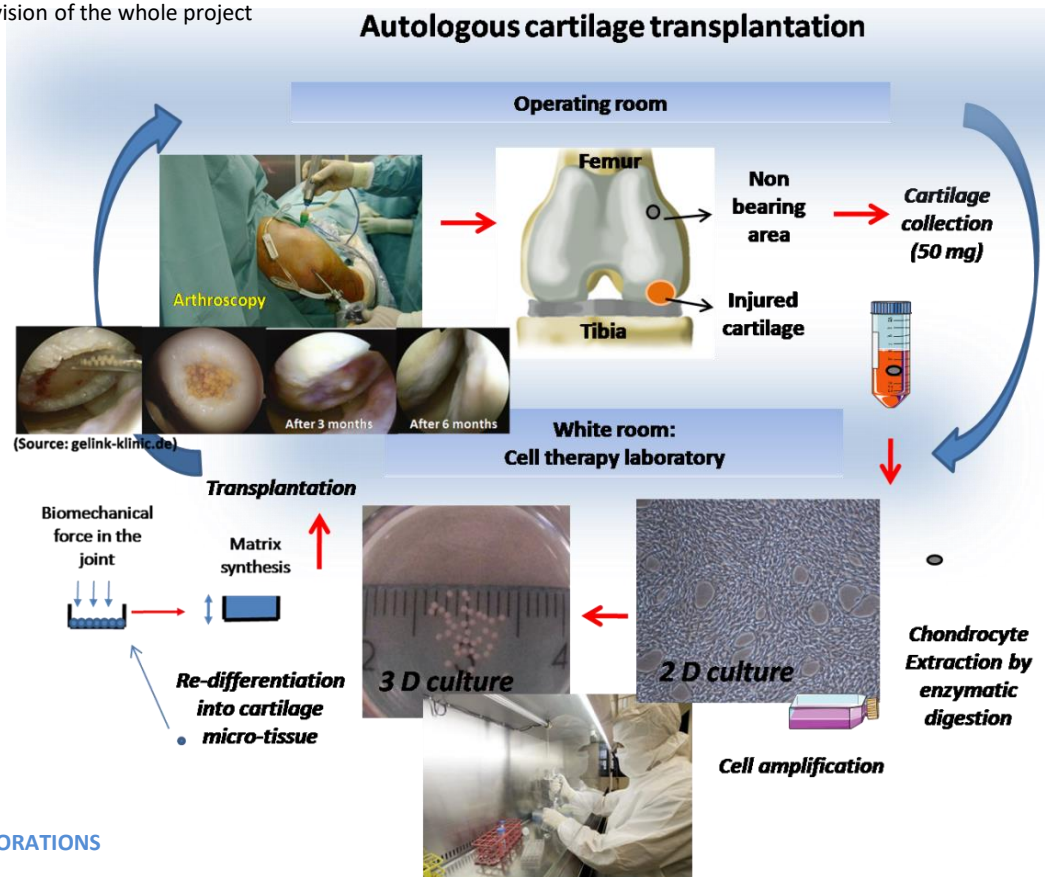 vision of the whole project
Autologous cartilage transplantation
Operating room
Arthroscopy
Femur
Tibia
Non
bearing
area
Injured
cartilage
Cartilage
collection
(50 mg)
After 3 months
After 6 months
(Source: gelink-klinic.de)
White room:
Cell therapy laboratory
Transplantation
Biomechanical
force in the
joint
Matrix
synthesis
Re-differentiation
into cartilage
micro-tissue
2
4
3 D culture
2 D culture
Chondrocyte
Extraction by
enzymatic
digestion
Cell amplification
ORATIONS